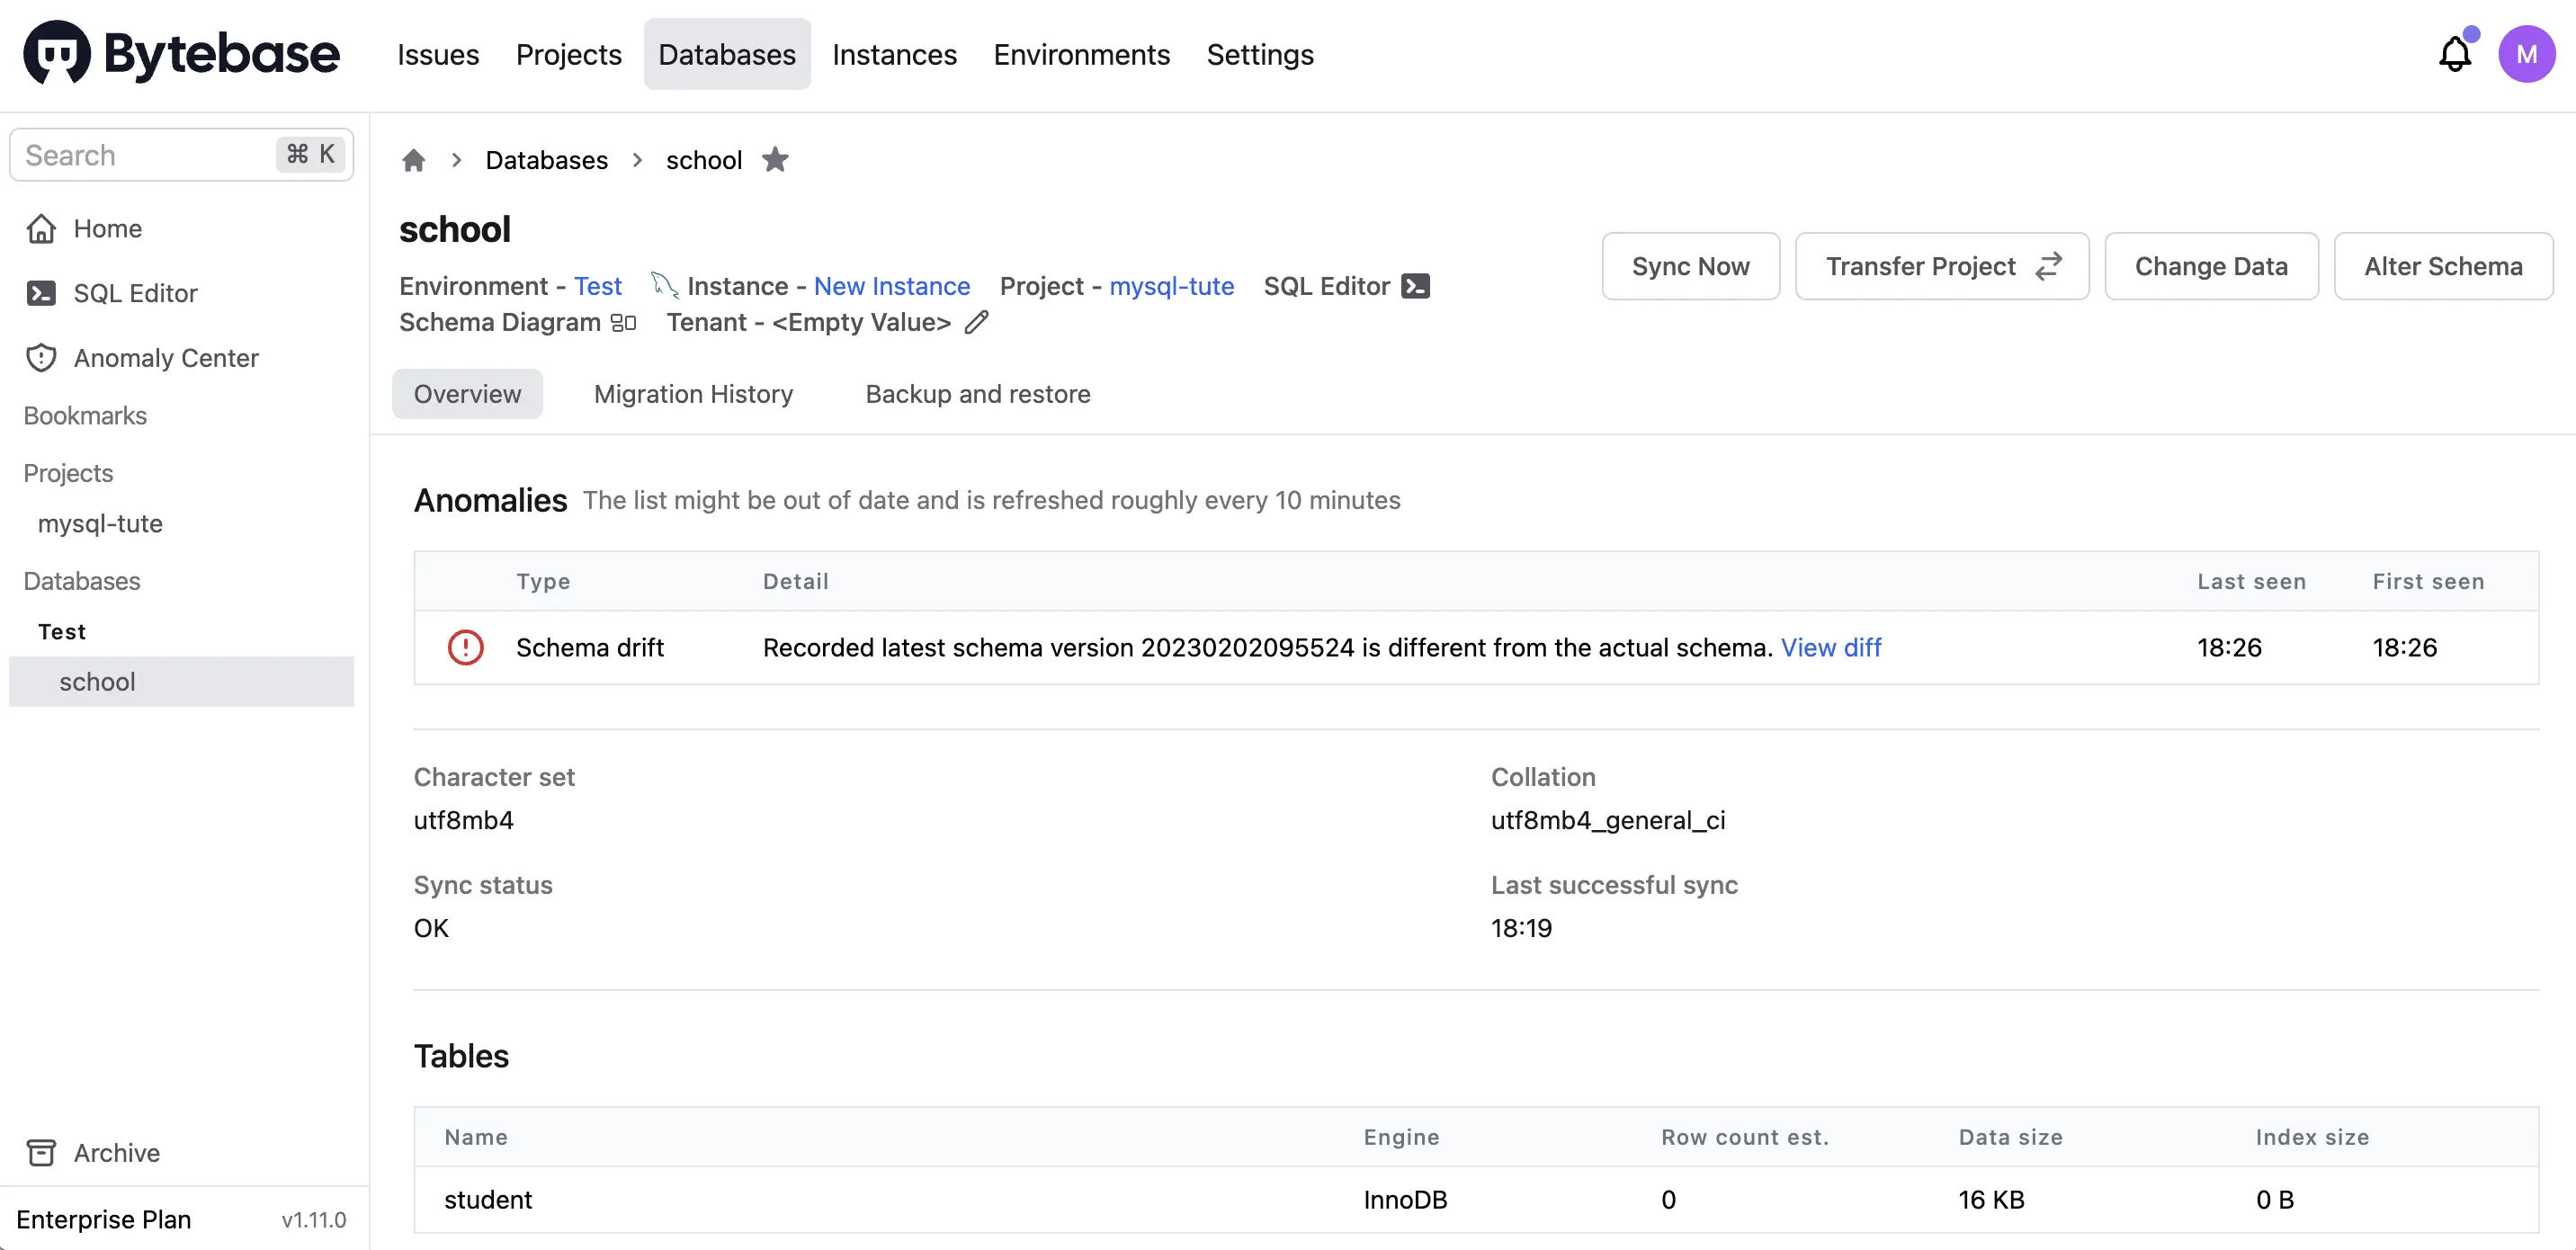 Bytebase Issues Projects Databases Instances Environments Settings M
Search ⌘ K
Home
SQL Editor
Anomaly Center
Bookmarks
Projects
mysql-tute
Databases
Test
school
Archive
Enterprise Plan v1.11.0
Databases school
school
Environment - Test Instance - New Instance Project - mysql-tute SQL Editor
Schema Diagram Tenant - <Empty Value>
Sync Now Transfer Project Change Data Alter Schema
Overview Migration History Backup and restore
Anomalies The list might be out of date and is refreshed roughly every 10 minutes
Type Detail Last seen First seen
Schema drift Recorded latest schema version 20230202095524 is different from the actual schema. View diff 18:26 18:26
Character set Collation
utf8mb4 utf8mb4_general_ci
Sync status Last successful sync
OK 18:19
Tables
Name Engine Row count est. Data size Index size
student InnoDB 0 16 KB 0 B